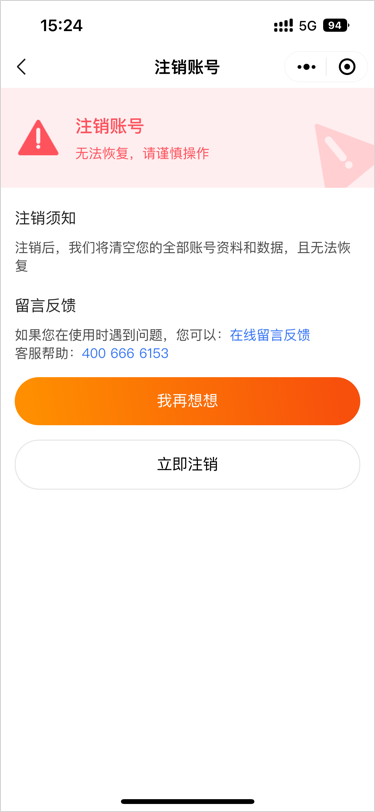 15:24
5G
94
注销账号
注销账号
无法恢复，请谨慎操作
注销须知
注销后，我们将清空您的全部账号资料和数据，且无法恢
复
留言反馈
如果您在使用时遇到问题，您可以：在线留言反馈
客服帮助：400 666 6153
我再想想
立即注销